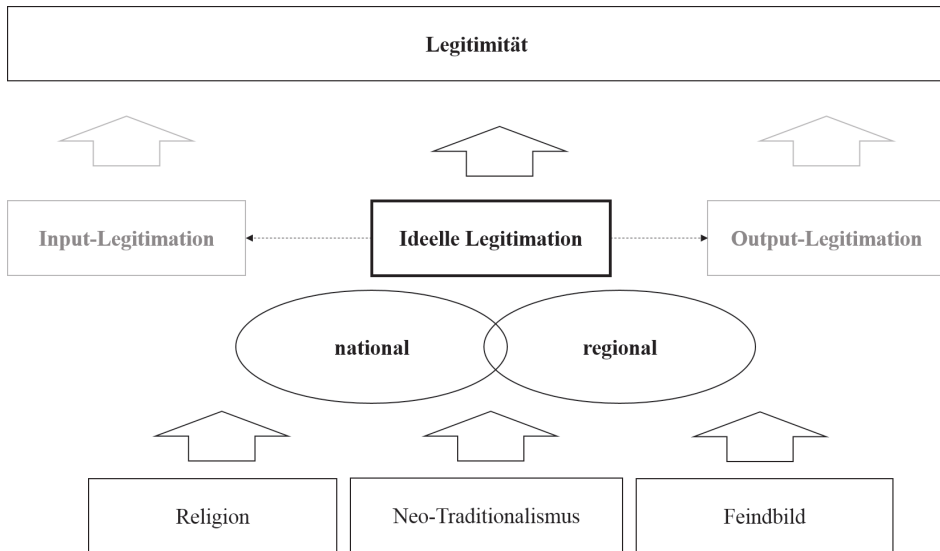 Legitimität
Input-Legitimation
Ideelle Legitimation
Output-Legitimation
national
regional
Religion
Neo-Traditionalismus
Feindbild